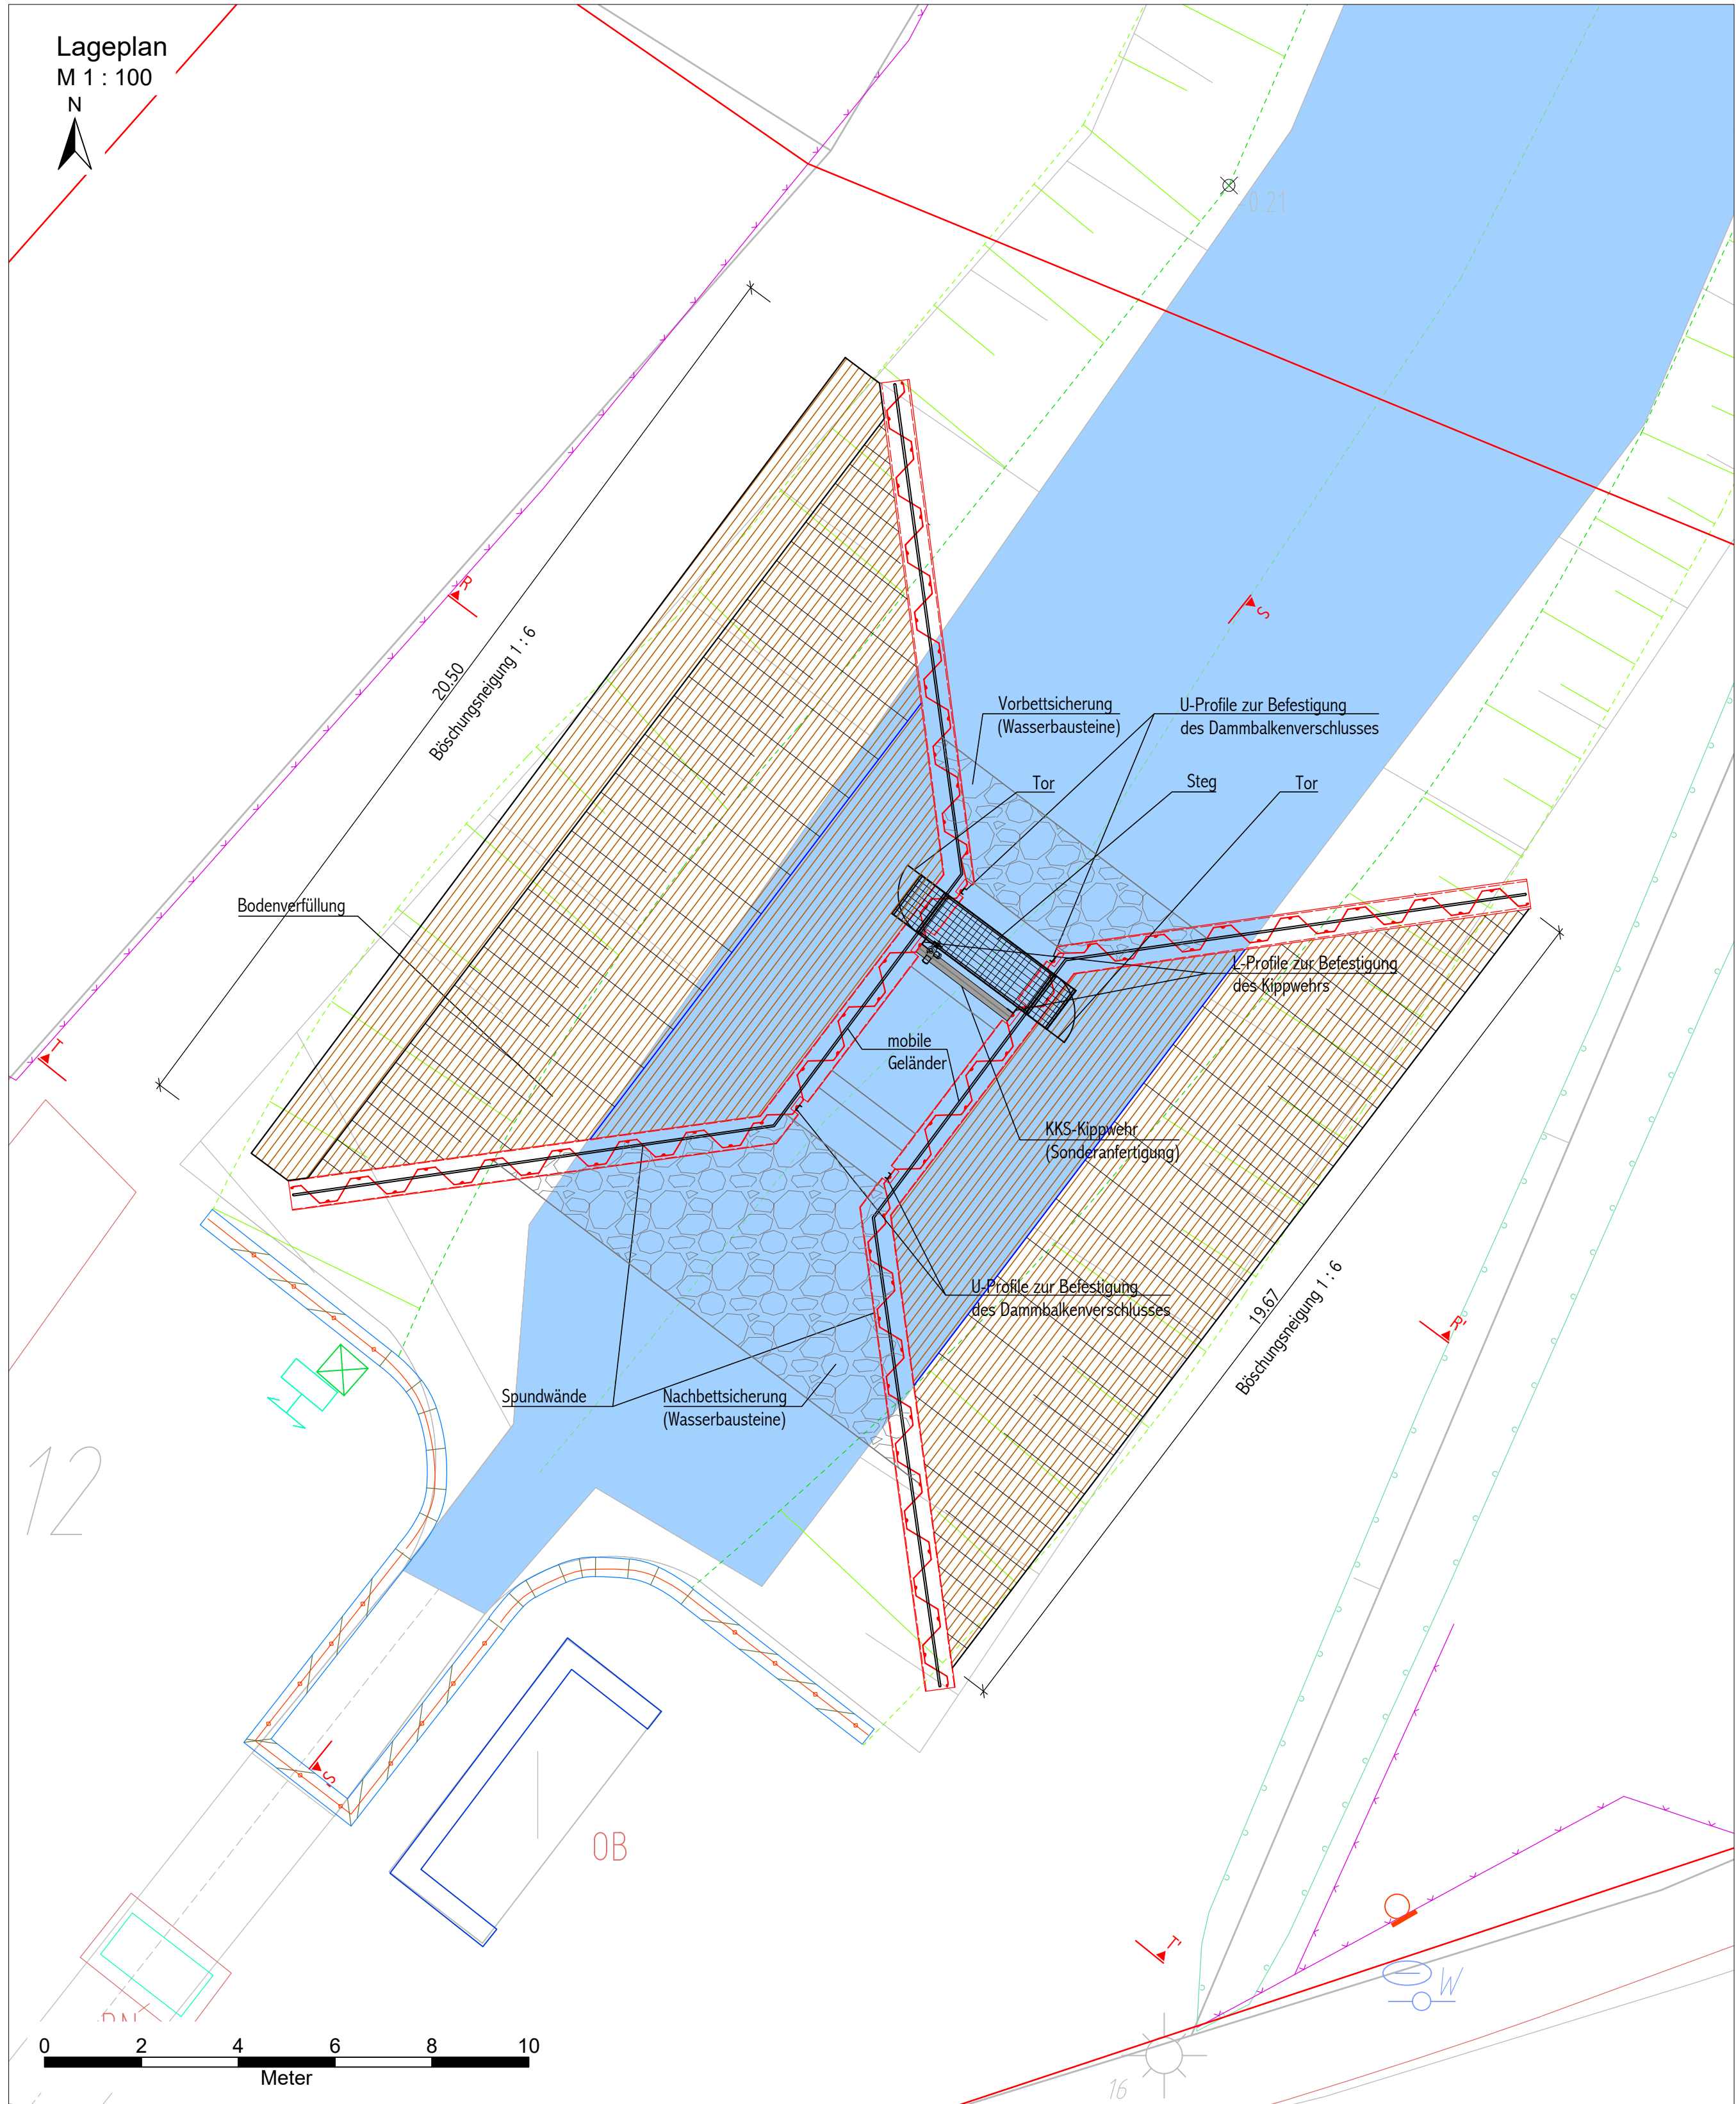 Lageplan
M 1 : 100
N
-0.21
R
S
20.50
Böschungsneigung 1 : 6
Vorbettsicherung
(Wasserbausteine)
U-Profile zur Befestigung
des Dammbalkenverschlusses
Tor
Steg
Tor
Bodenverfüllung
L-Profile zur Befestigung
des Kippwehrs
T
mobile
Geländer
KKS-Kippwehr
(Sonderanfertigung)
U-Profile zur Befestigung
des Dammbalkenverschlusses
19.67
Böschungsneigung 1 : 6
R'
Spundwände
Nachbettsicherung
(Wasserbausteine)
12
S'
OB
T'
W
16
0 2 4 6 8 10
Meter